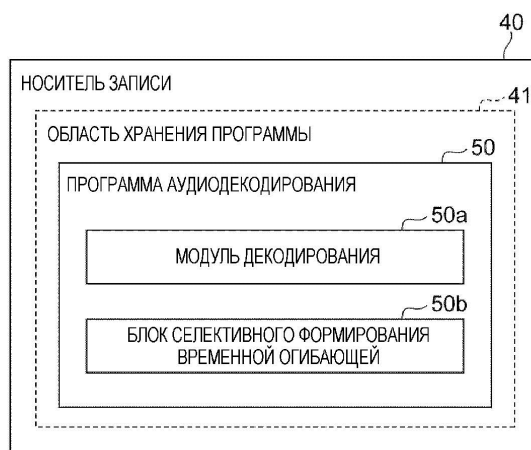 40
НОСИТЕЛЬ ЗАПИСИ
41
ОБЛАСТЬ ХРАНЕНИЯ ПРОГРАММЫ
50
ПРОГРАММА АУДИОДЕКОДИРОВАНИЯ
50a
МОДУЛЬ ДЕКОДИРОВАНИЯ
50b
БЛОК СЕЛЕКТИВНОГО ФОРМИРОВАНИЯ
ВРЕМЕННОЙ ОГИБАЮЩЕЙ